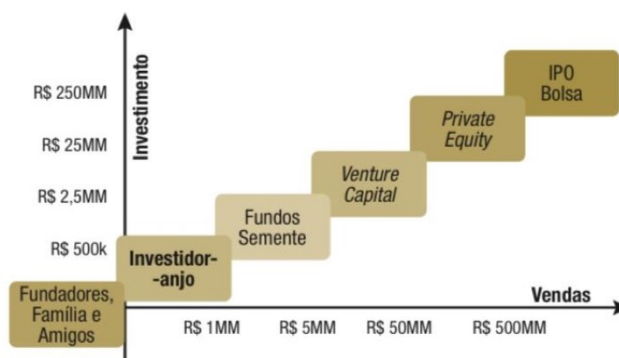 Investimento
R$ 250MM
R$ 25MM
R$ 2,5MM
R$ 500k
IPO
Bolsa
Private
Equity
Venture
Capital
Fundos
Semente
Investidor-
-anjo
Fundadores,
Família e
Amigos
Vendas
R$ 1MM
R$ 5MM
R$ 50MM
R$ 500MM